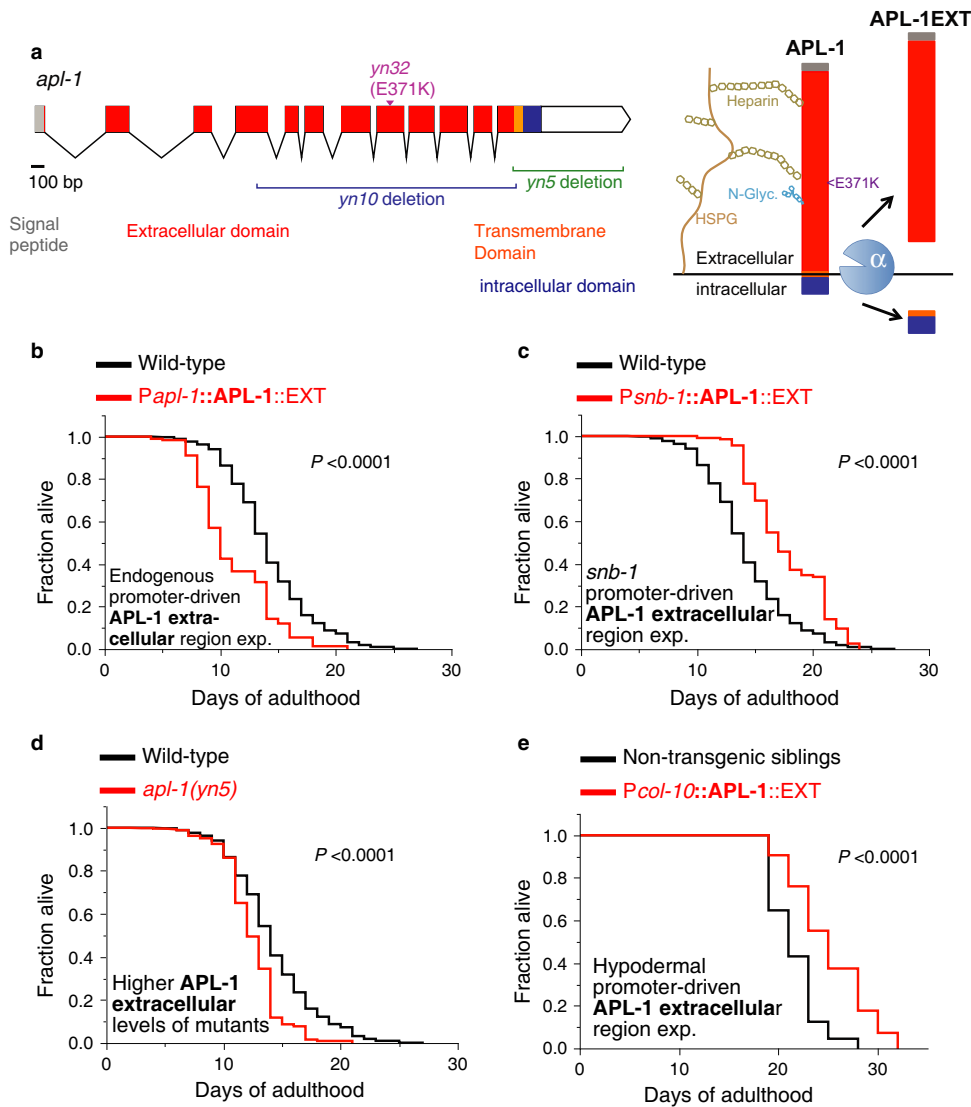 a
apl-1
yn32
(E371K)
100 bp
yn10 deletion
yn5 deletion
Signal
peptide
Extracellular domain
Transmembrane
Domain
intracellular domain
APL-1
APL-1EXT
Heparin
<E371K
N-Glyc.
HSPG
α
Extracellular
intracellular
b
Wild-type
Papl-1::APL-1::EXT
P <0.0001
Endogenous
promoter-driven
APL-1 extra-
cellular region exp.
Fraction alive
1.0
0.8
0.6
0.4
0.2
0.0
0 10 20 30
Days of adulthood
c
Wild-type
Psnb-1::APL-1::EXT
P <0.0001
snb-1
promoter-driven
APL-1 extracellular
region exp.
Fraction alive
1.0
0.8
0.6
0.4
0.2
0.0
0 10 20 30
Days of adulthood
d
Wild-type
apl-1(yn5)
P <0.0001
Higher APL-1
extracellular
levels of mutants
Fraction alive
1.0
0.8
0.6
0.4
0.2
0.0
0 10 20 30
Days of adulthood
e
Non-transgenic siblings
Pcol-10::APL-1::EXT
P <0.0001
Hypodermal
promoter-driven
APL-1 extracellular
region exp.
Fraction alive
1.0
0.8
0.6
0.4
0.2
0.0
0 10 20 30
Days of adulthood